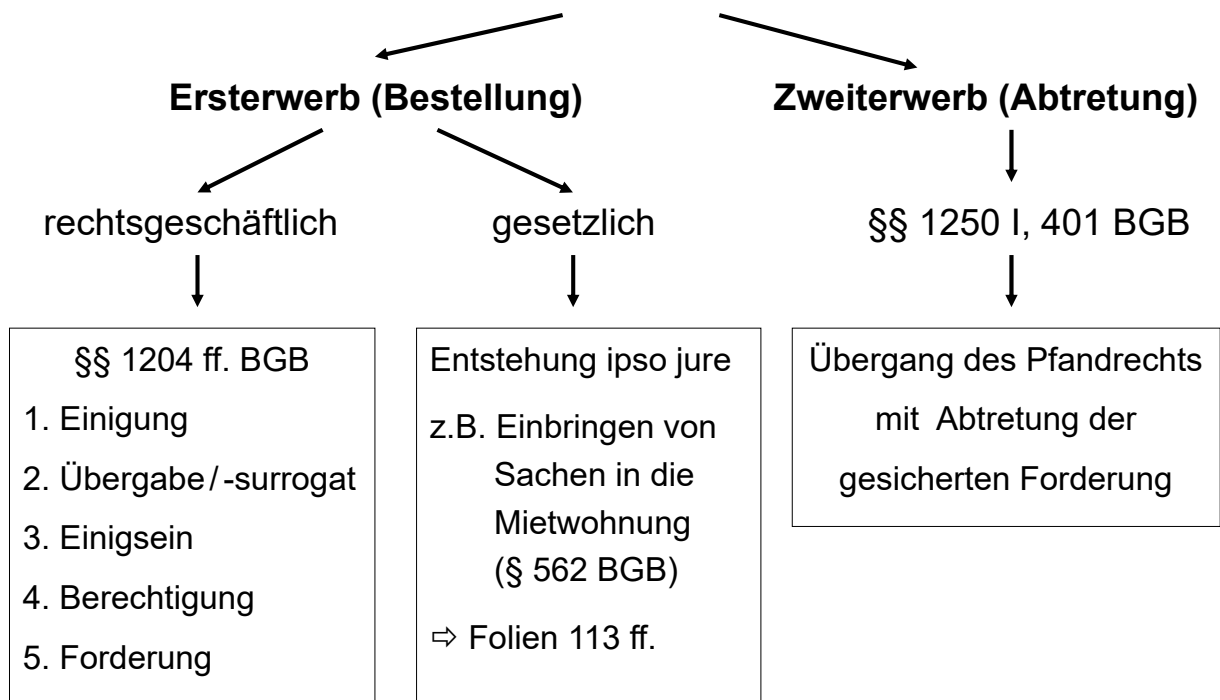 Ersterwerb (Bestellung)
Zweiterwerb (Abtretung)
rechtsgeschäftlich
gesetzlich
§§ 1250 I, 401 BGB
§§ 1204 ff. BGB
1. Einigung
2. Übergabe/-surrogat
3. Einigsein
4. Berechtigung
5. Forderung
Entstehung ipso jure
z.B. Einbringen von
Sachen in die
Mietwohnung
(§ 562 BGB)
⇨ Folien 113 ff.
Übergang des Pfandrechts
mit Abtretung der
gesicherten Forderung